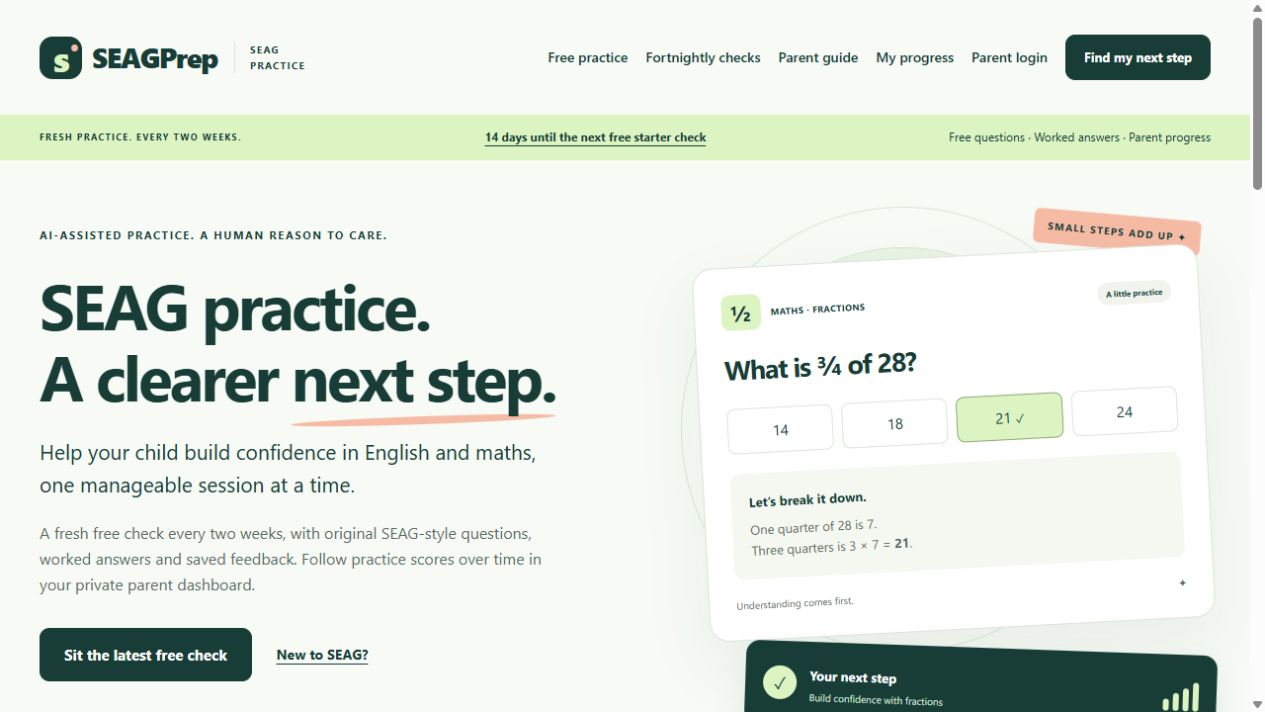 s
SEAGPrep
SEAG
PRACTICE
Free practice
Fortnightly checks
Parent guide
My progress
Parent login
Find my next step
FRESH PRACTICE. EVERY TWO WEEKS.
14 days until the next free starter check
Free questions · Worked answers · Parent progress
AI-ASSISTED PRACTICE. A HUMAN REASON TO CARE.
SEAG practice.
A clearer next step.
Help your child build confidence in English and maths,
one manageable session at a time.
A fresh free check every two weeks, with original SEAG-style questions,
worked answers and saved feedback. Follow practice scores over time in
your private parent dashboard.
Sit the latest free check
New to SEAG?
SMALL STEPS ADD UP ✦
½
MATHS · FRACTIONS
A little practice
What is ¾ of 28?
14
18
21 ✓
24
Let's break it down.
One quarter of 28 is 7.
Three quarters is 3 × 7 = 21.
Understanding comes first.
✦
✓
Your next step
Build confidence with fractions